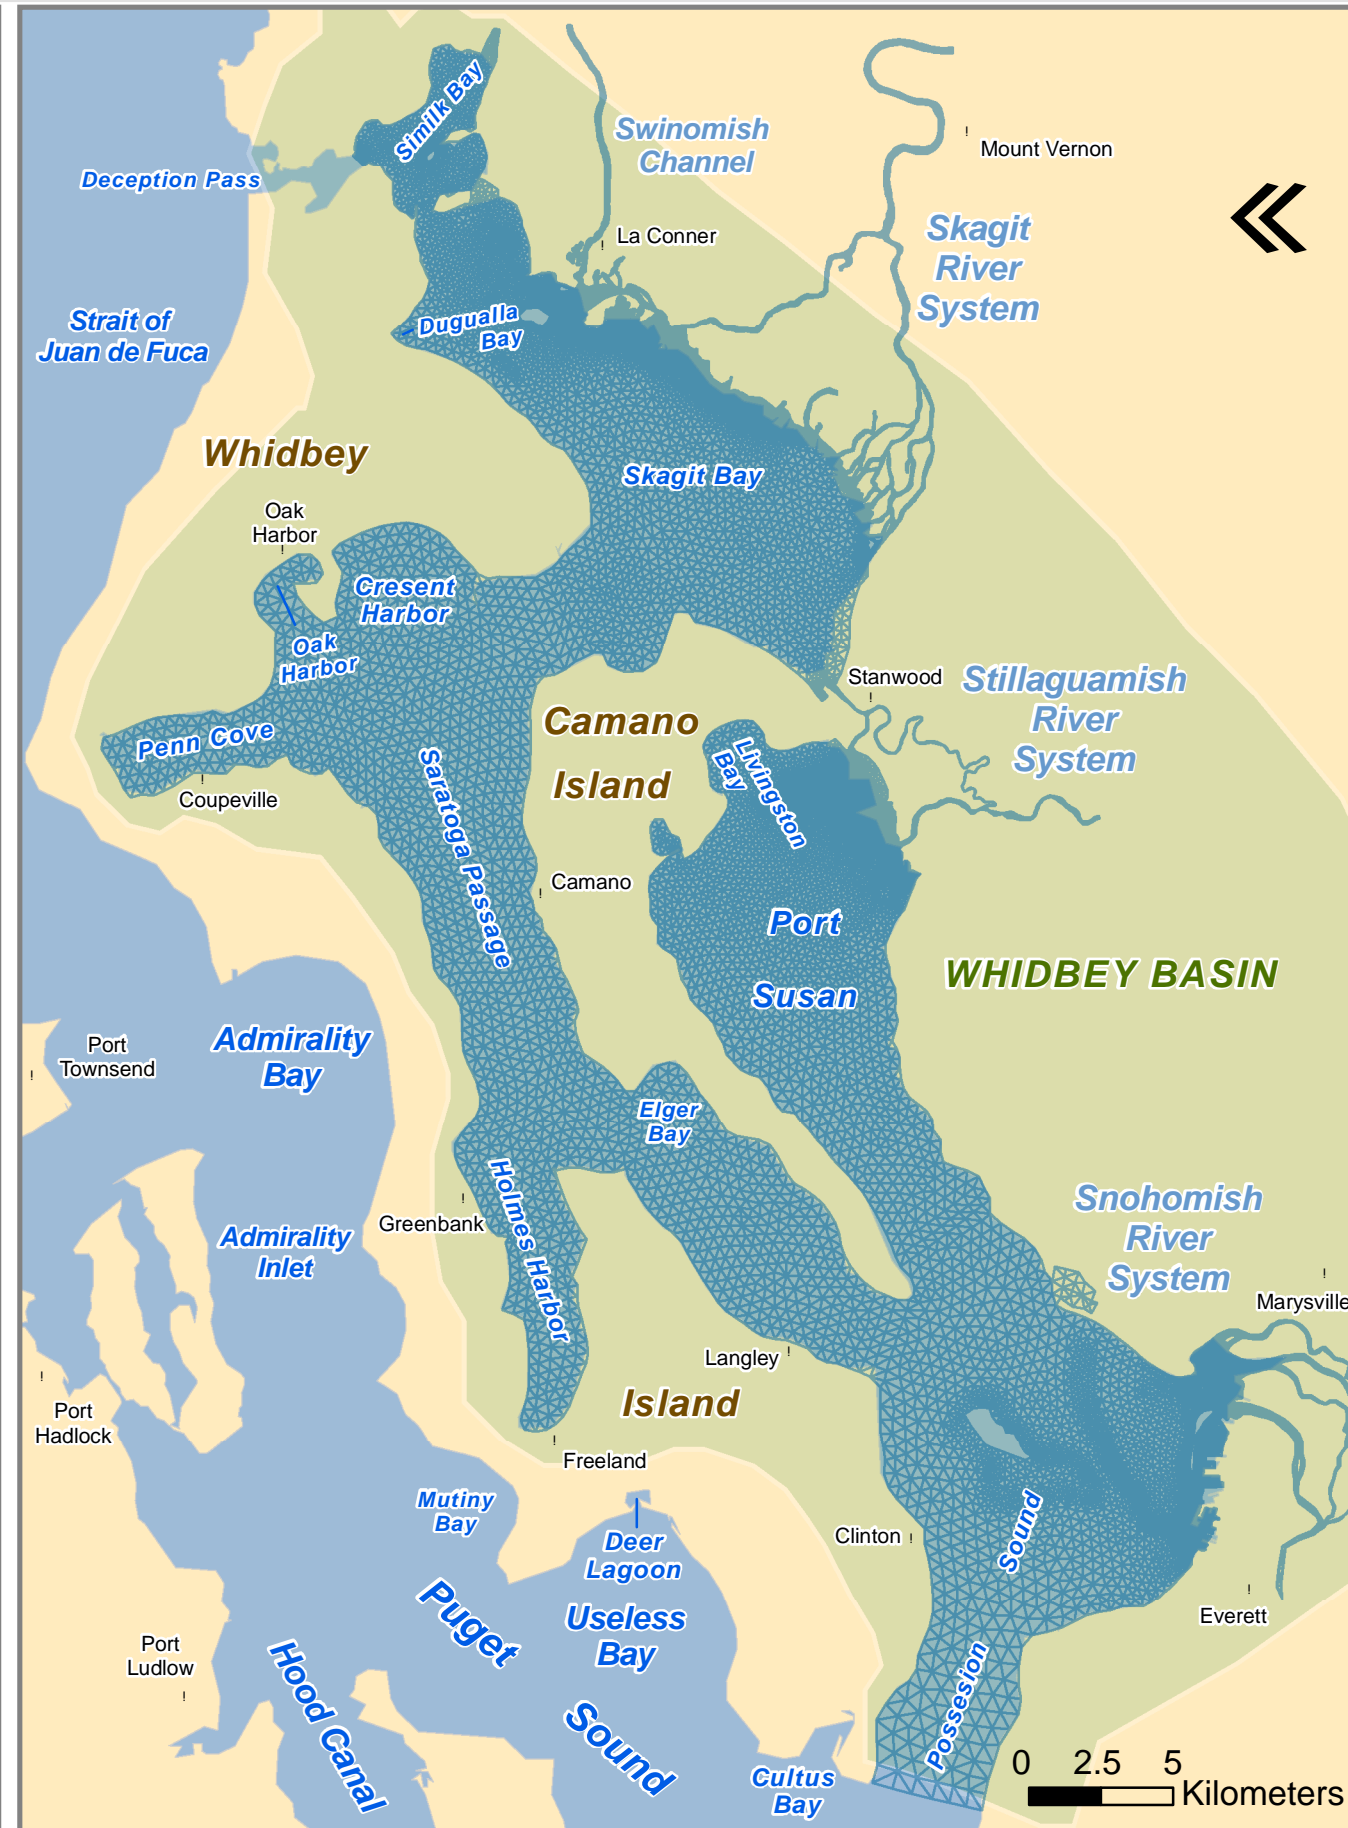 Similk Bay
Swinomish
Channel
Mount Vernon
Deception Pass
La Conner
Skagit
River
System
Strait of
Juan de Fuca
Dugualla
Bay
Whidbey
Skagit Bay
Oak
Harbor
Cresent
Harbor
Oak
Harbor
Stanwood
Stillaguamish
River
System
Camano
Island
Penn Cove
Livingston
Bay
Coupeville
Saratoga Passage
Camano
Port
Susan
WHIDBEY BASIN
Admirality
Bay
Port
Townsend
Elger
Bay
Holmes Harbor
Greenbank
Snohomish
River
System
Admirality
Inlet
Marysville
Langley
Island
Port
Hadlock
Freeland
Mutiny
Bay
Deer
Lagoon
Clinton
Sound
Puget
Useless
Bay
Everett
Port
Ludlow
Hood Canal
Possesion
Sound
Cultus
Bay
0 2.5 5
Kilometers